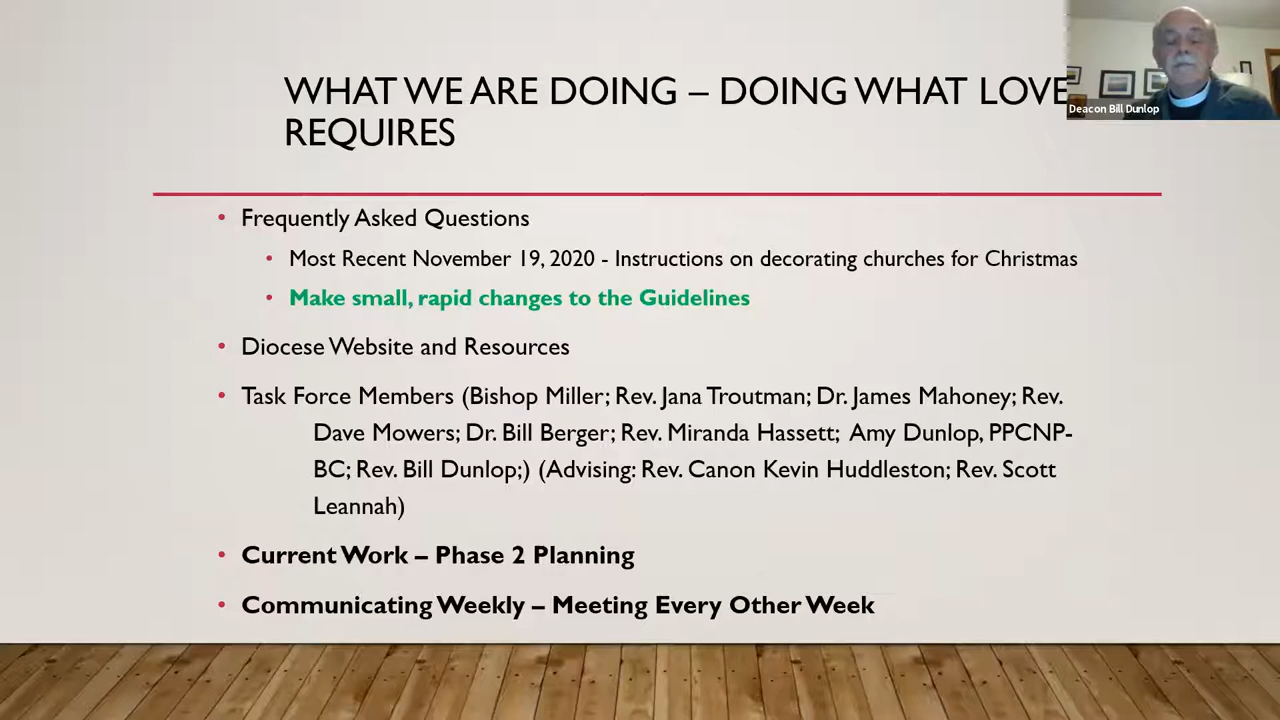 WHAT WE ARE DOING – DOING WHAT LOVE
REQUIRES
Deacon Bill Dunlop
• Frequently Asked Questions
• Most Recent November 19, 2020 - Instructions on decorating churches for Christmas
• Make small, rapid changes to the Guidelines
• Diocese Website and Resources
• Task Force Members (Bishop Miller; Rev. Jana Troutman; Dr. James Mahoney; Rev.
Dave Mowers; Dr. Bill Berger; Rev. Miranda Hassett; Amy Dunlop, PPCNP-
BC; Rev. Bill Dunlop;) (Advising: Rev. Canon Kevin Huddleston; Rev. Scott
Leannah)
• Current Work – Phase 2 Planning
• Communicating Weekly – Meeting Every Other Week